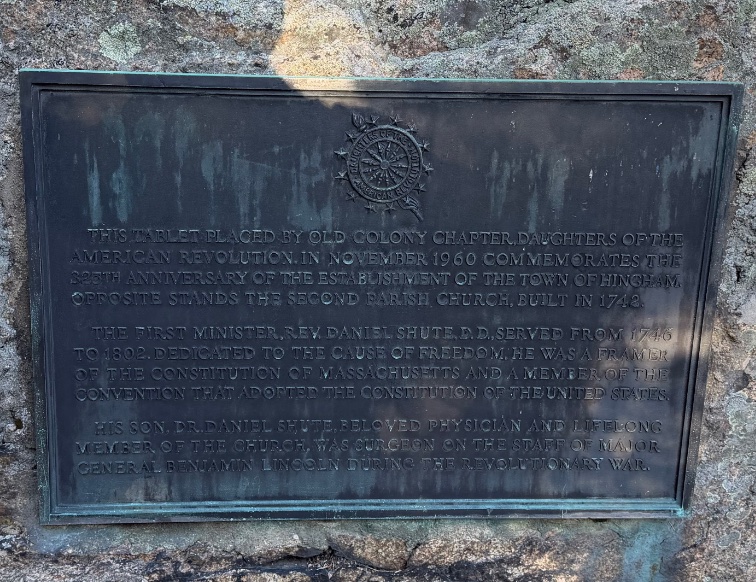 DAUGHTERS OF THE
AMERICAN REVOLUTION
THIS TABLET PLACED BY OLD COLONY CHAPTER, DAUGHTERS OF THE
AMERICAN REVOLUTION, IN NOVEMBER 1960 COMMEMORATES THE
325TH ANNIVERSARY OF THE ESTABLISHMENT OF THE TOWN OF HINGHAM.
OPPOSITE STANDS THE SECOND PARISH CHURCH, BUILT IN 1742.
THE FIRST MINISTER, REV. DANIEL SHUTE, D.D., SERVED FROM 1746
TO 1802. DEDICATED TO THE CAUSE OF FREEDOM, HE WAS A FRAMER
OF THE CONSTITUTION OF MASSACHUSETTS AND A MEMBER OF THE
CONVENTION THAT ADOPTED THE CONSTITUTION OF THE UNITED STATES.
HIS SON, DR. DANIEL SHUTE, BELOVED PHYSICIAN AND LIFELONG
MEMBER OF THE CHURCH, WAS SURGEON ON THE STAFF OF MAJOR
GENERAL BENJAMIN LINCOLN DURING THE REVOLUTIONARY WAR.